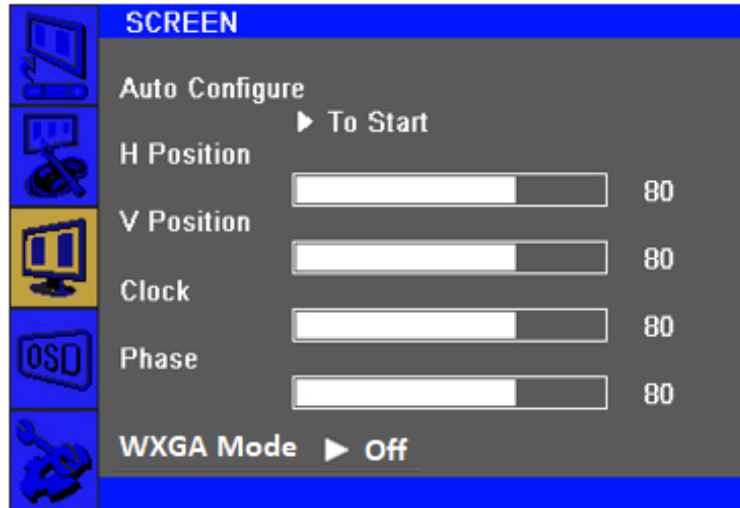 SCREEN
Auto Configure
To Start
H Position
80
V Position
80
Clock
80
Phase
80
OSD
WXGA Mode Off